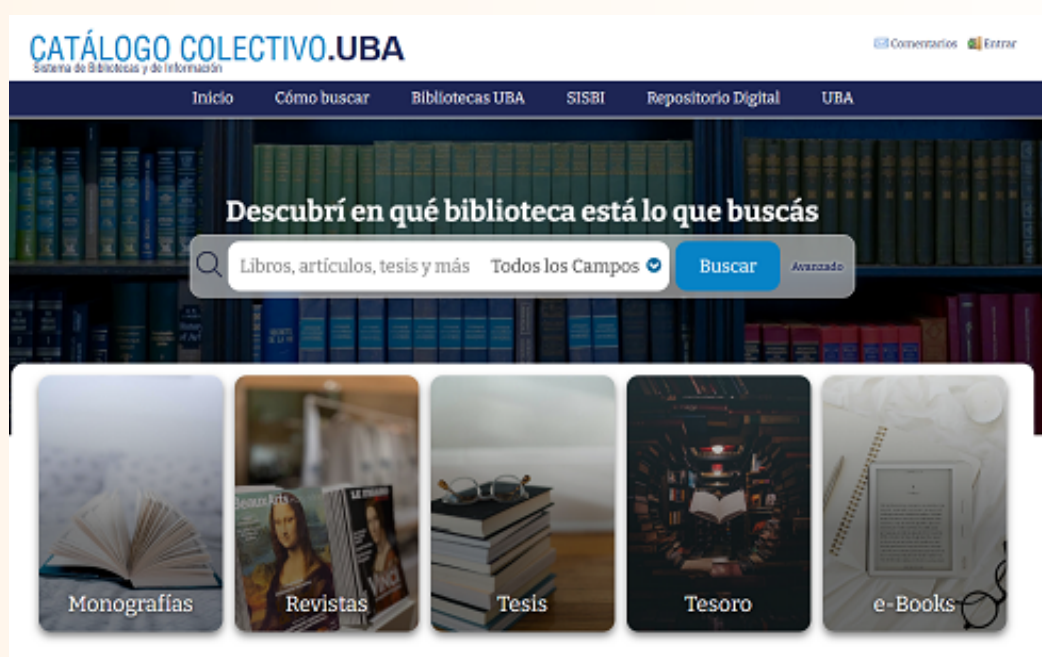 CATÁLOGO COLECTIVO.UBA
Sistema de Bibliotecas y de Información
Comentarios Entrar
Inicio Cómo buscar Bibliotecas UBA SISBI Repositorio Digital UBA
Descubrí en qué biblioteca está lo que buscás
Libros, artículos, tesis y más Todos los Campos Buscar Avanzado
BeauxArts
VINCI
Monografías Revistas Tesis Tesoro e-Books